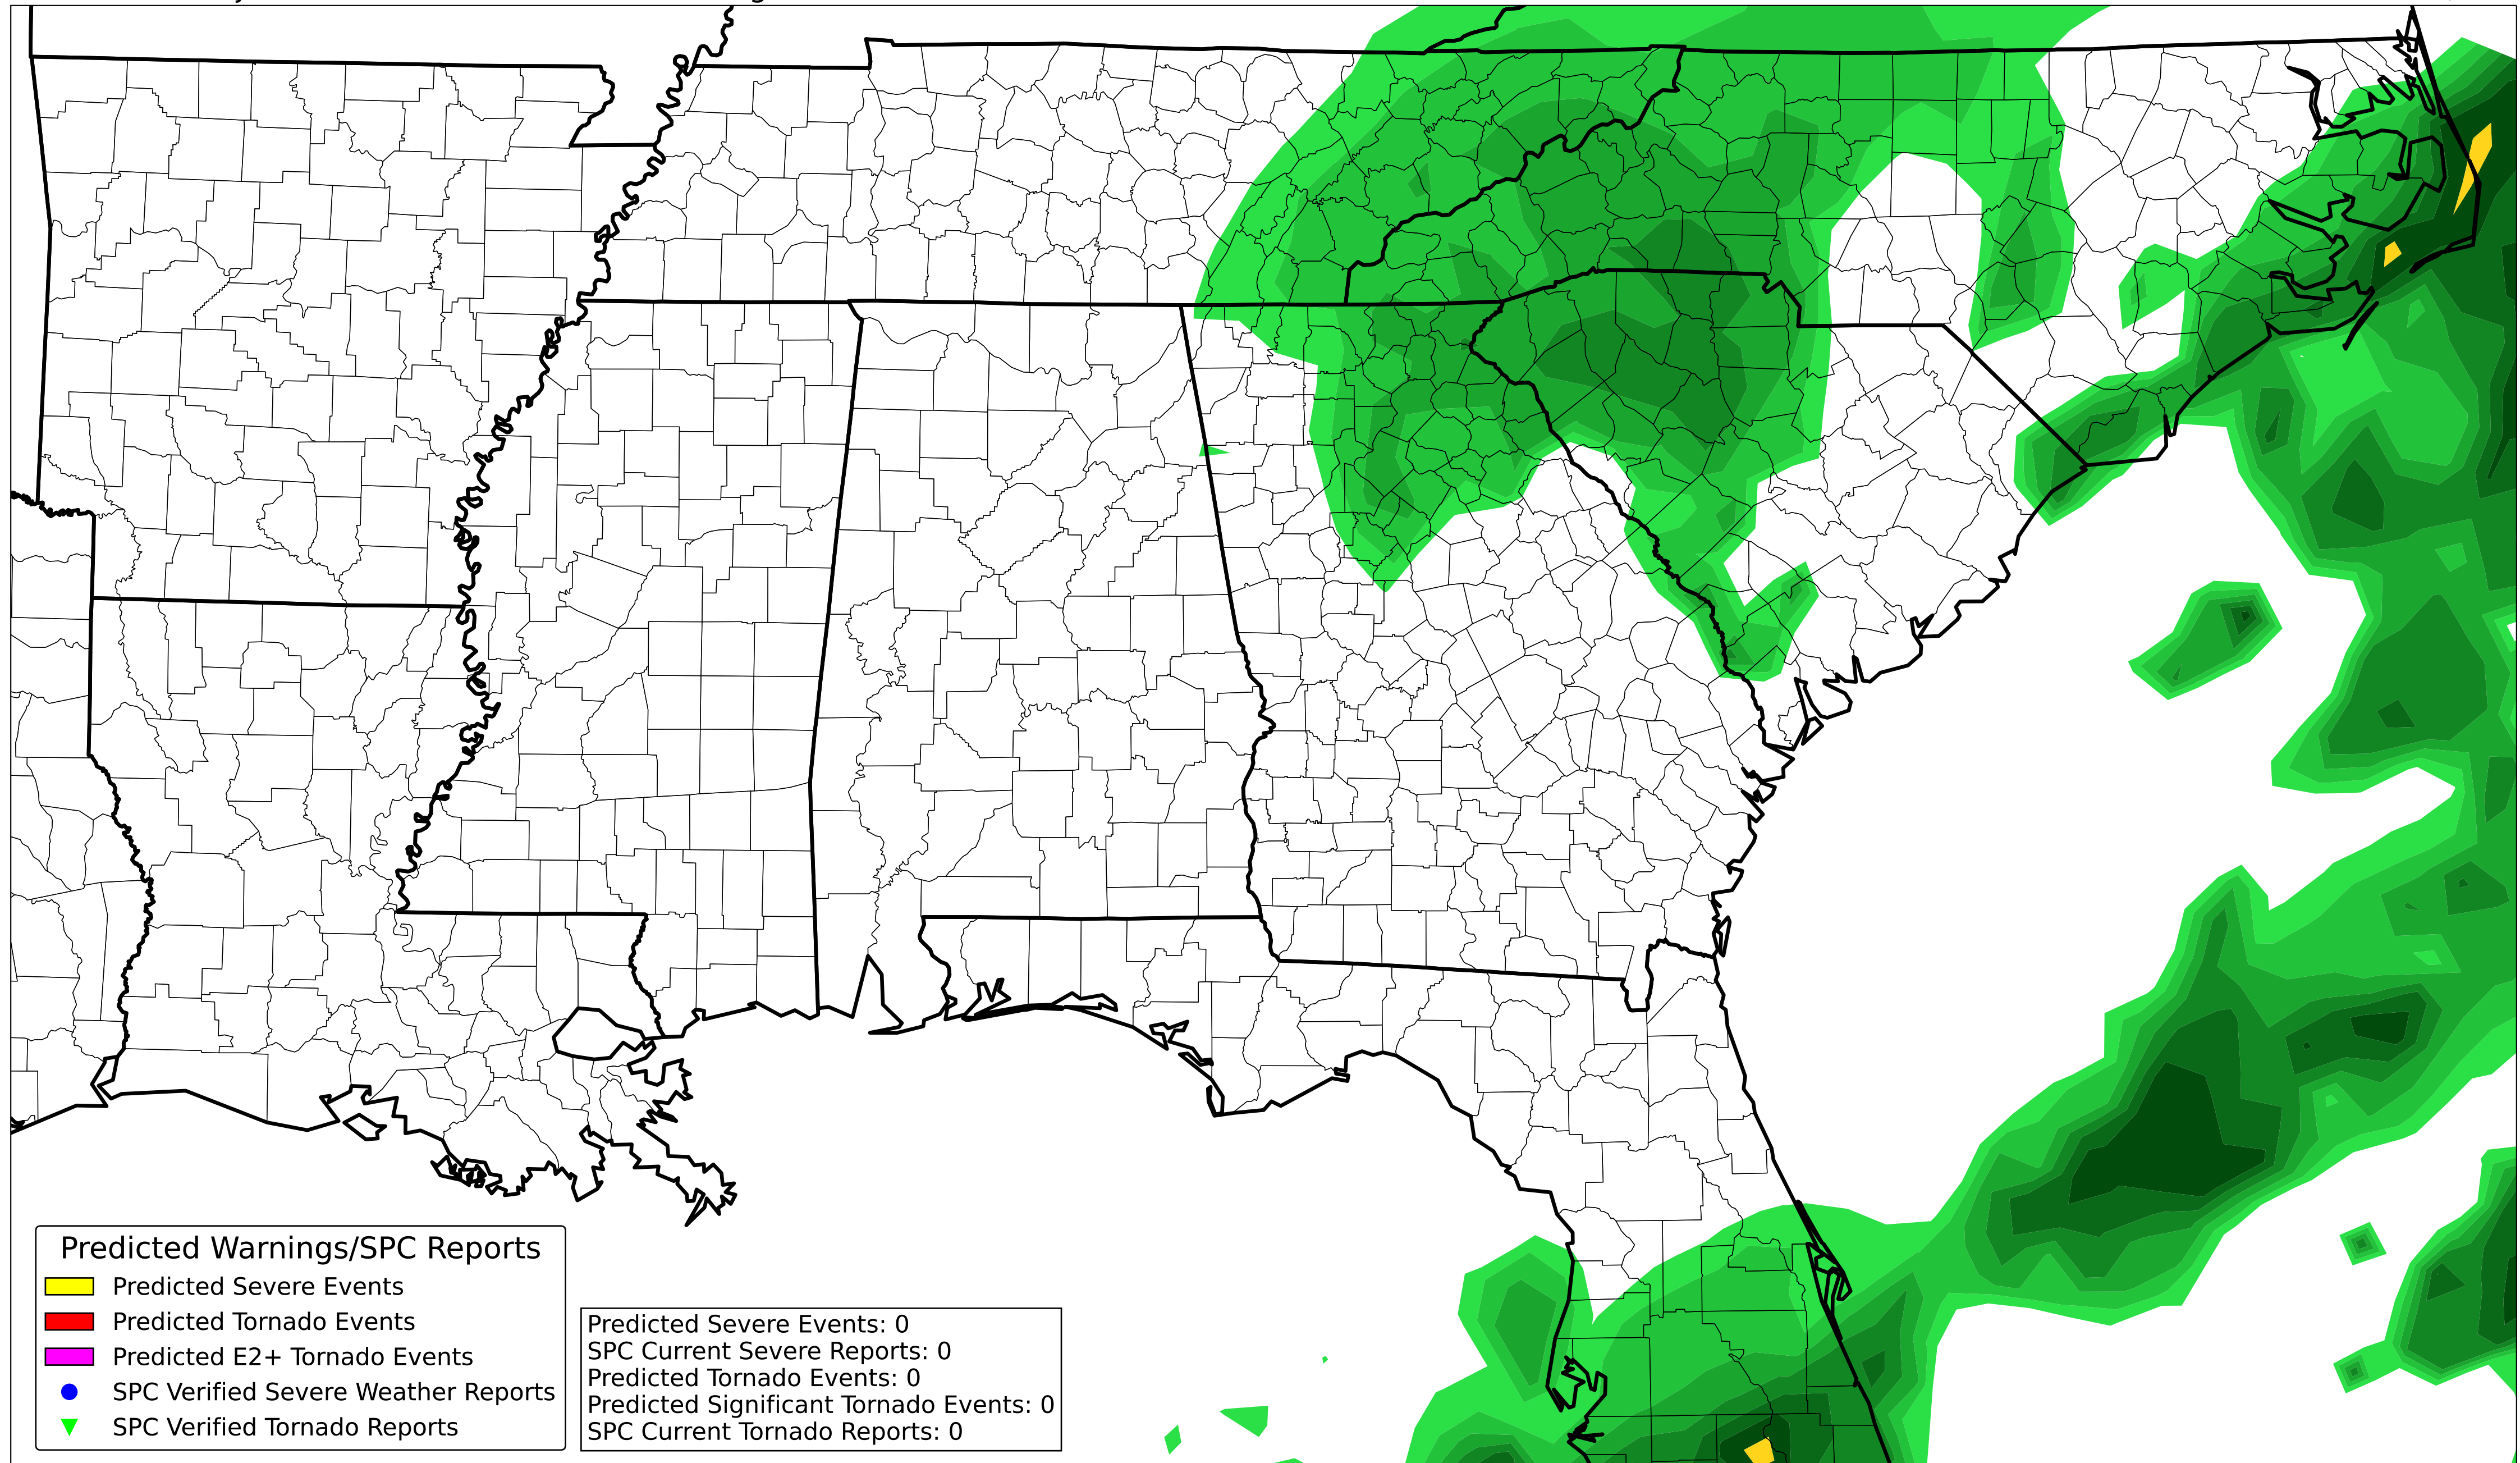 Predicted Warnings/SPC Reports
Predicted Severe Events
Predicted Tornado Events
Predicted E2+ Tornado Events
SPC Verified Severe Weather Reports
SPC Verified Tornado Reports
Predicted Severe Events: 0
SPC Current Severe Reports: 0
Predicted Tornado Events: 0
Predicted Significant Tornado Events: 0
SPC Current Tornado Reports: 0